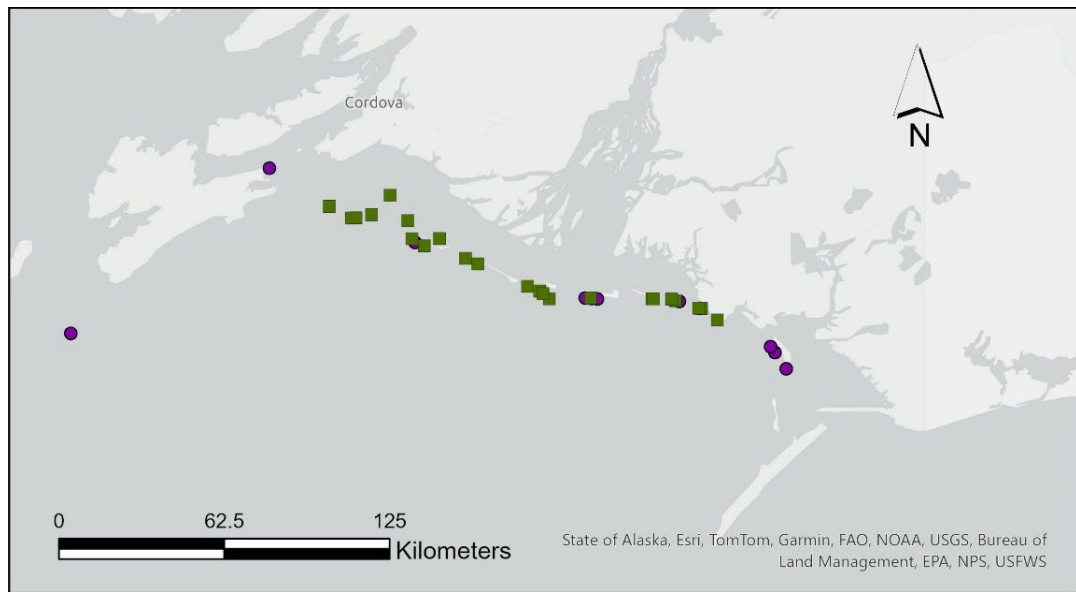 Cordova
N
0 62.5 125
Kilometers
State of Alaska, Esri, TomTom, Garmin, FAO, NOAA, USGS, Bureau of
Land Management, EPA, NPS, USFWS